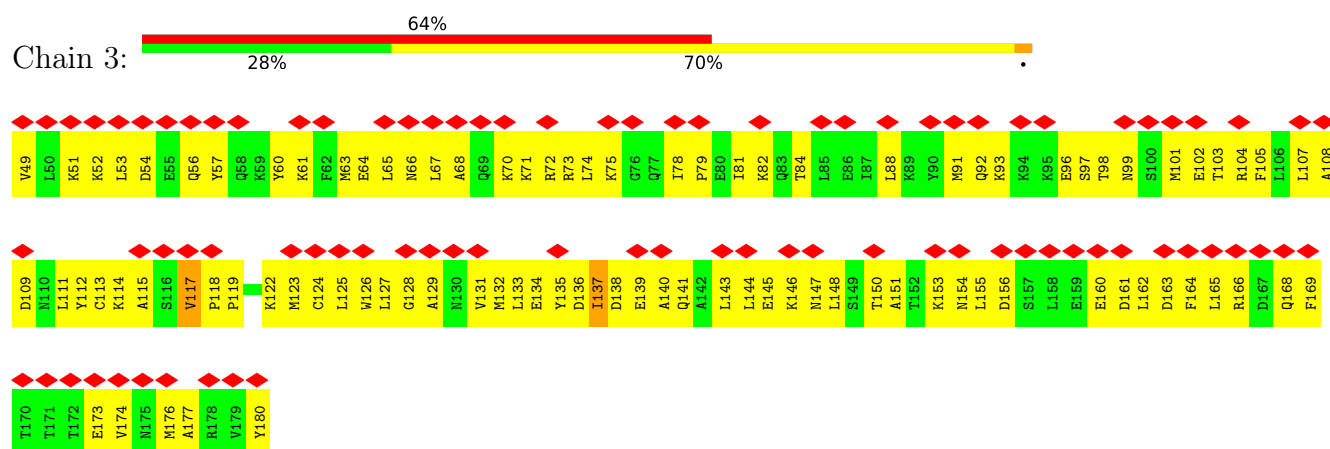 64%
Chain 3:
28% 70% •
V49 L50 K51 K52 L53 D54 E55 Q56 Y57 Q58 K59 Y60 K61 F62 M63 E64 L65 N66 L67 A68 Q69 K70 K71 R72 R73 L74 K75 G76 Q77 I78 P79 E80 I81 K82 Q83 T84 L85 E86 I87 L88 K89 Y90 M91 Q92 K93 K94 K95 E96 S97 T98 N99 S100 M101 E102 T103 R104 F105 L106 L107 A108
D109 N110 L111 Y112 C113 K114 A115 S116 V117 P118 P119 K122 M123 C124 L125 W126 L127 G128 A129 N130 V131 M132 L133 E134 Y135 D136 I137 D138 E139 A140 Q141 A142 L143 L144 E145 K146 N147 L148 S149 T150 A151 T152 K153 N154 L155 D156 S157 L158 E159 E160 D161 L162 D163 F164 L165 R166 D167 Q168 F169
T170 T171 T172 E173 V174 N175 M176 A177 R178 V179 Y180